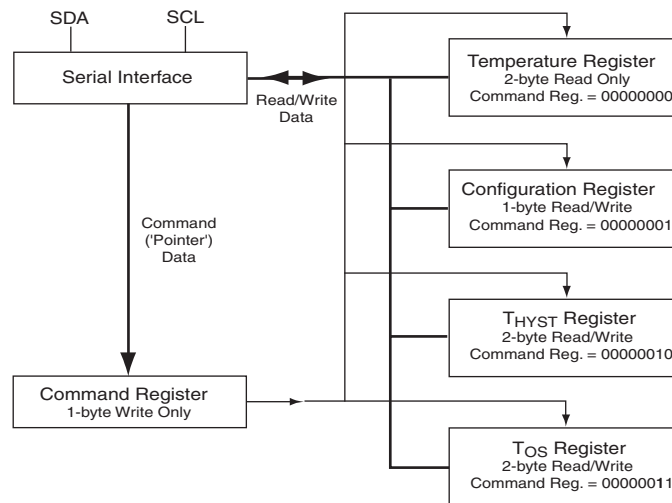 SDA
SCL
Serial Interface
Read/Write
Data
Command
('Pointer')
Data
Command Register
1-byte Write Only
Temperature Register
2-byte Read Only
Command Reg. = 00000000
Configuration Register
1-byte Read/Write
Command Reg. = 00000001
THYST Register
2-byte Read/Write
Command Reg. = 00000010
TOS Register
2-byte Read/Write
Command Reg. = 00000011